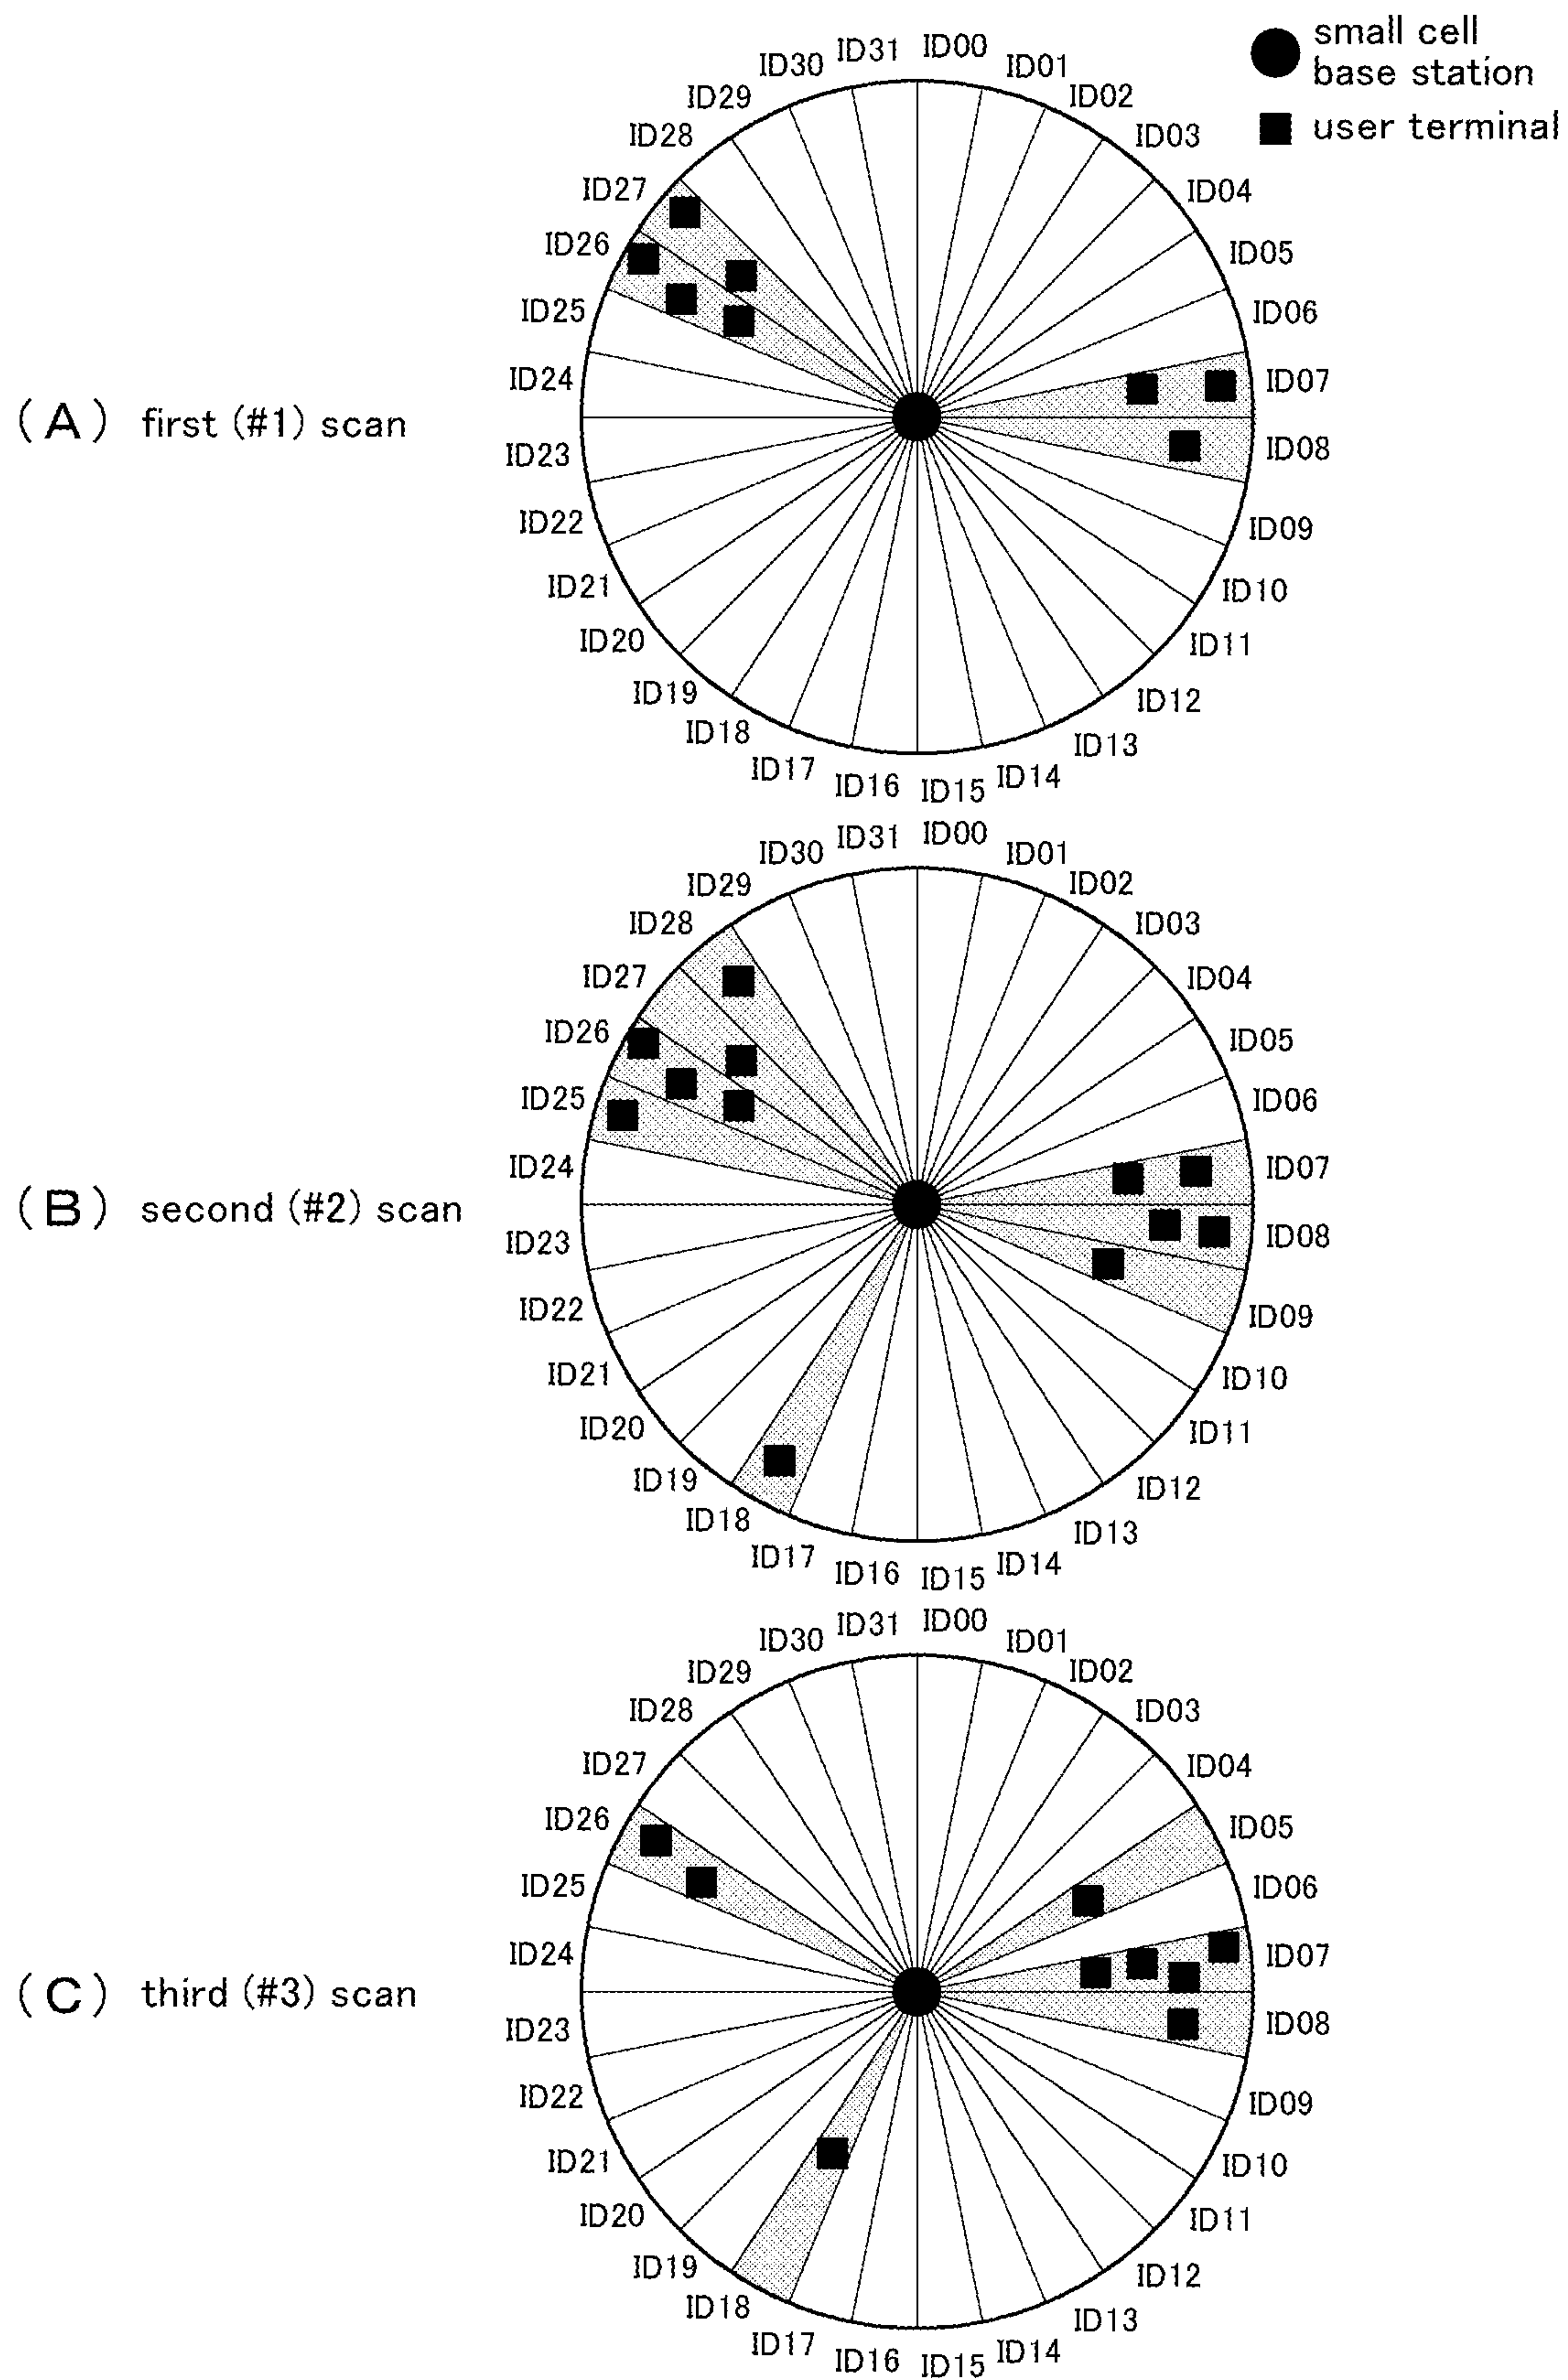 small cell
base station
user terminal
(A) first (#1) scan
ID00
ID01
ID02
ID03
ID04
ID05
ID06
ID07
ID08
ID09
ID10
ID11
ID12
ID13
ID14
ID15
ID16
ID17
ID18
ID19
ID20
ID21
ID22
ID23
ID24
ID25
ID26
ID27
ID28
ID29
ID30
ID31
(B) second (#2) scan
ID00
ID01
ID02
ID03
ID04
ID05
ID06
ID07
ID08
ID09
ID10
ID11
ID12
ID13
ID14
ID15
ID16
ID17
ID18
ID19
ID20
ID21
ID22
ID23
ID24
ID25
ID26
ID27
ID28
ID29
ID30
ID31
(C) third (#3) scan
ID00
ID01
ID02
ID03
ID04
ID05
ID06
ID07
ID08
ID09
ID10
ID11
ID12
ID13
ID14
ID15
ID16
ID17
ID18
ID19
ID20
ID21
ID22
ID23
ID24
ID25
ID26
ID27
ID28
ID29
ID30
ID31